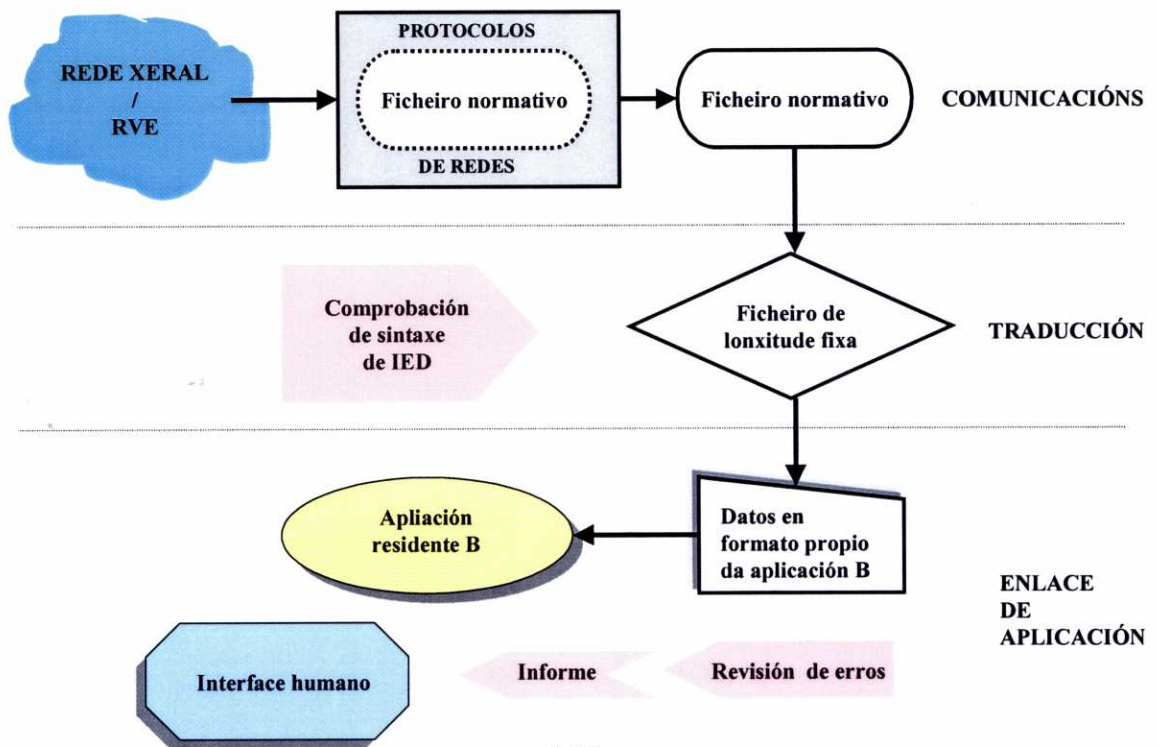 REDE XERAL
/
RVE
PROTOCOLOS
Ficheiro normativo
DE REDES
Ficheiro normativo
COMUNICACIÓNS
Comprobación
de sintaxe
de IED
Ficheiro de
lonxitude fixa
TRADUCCIÓN
Apliación
residente B
Datos en
formato propio
da aplicación B
ENLACE
DE
APLICACIÓN
Interface humano
Informe
Revisión de erros